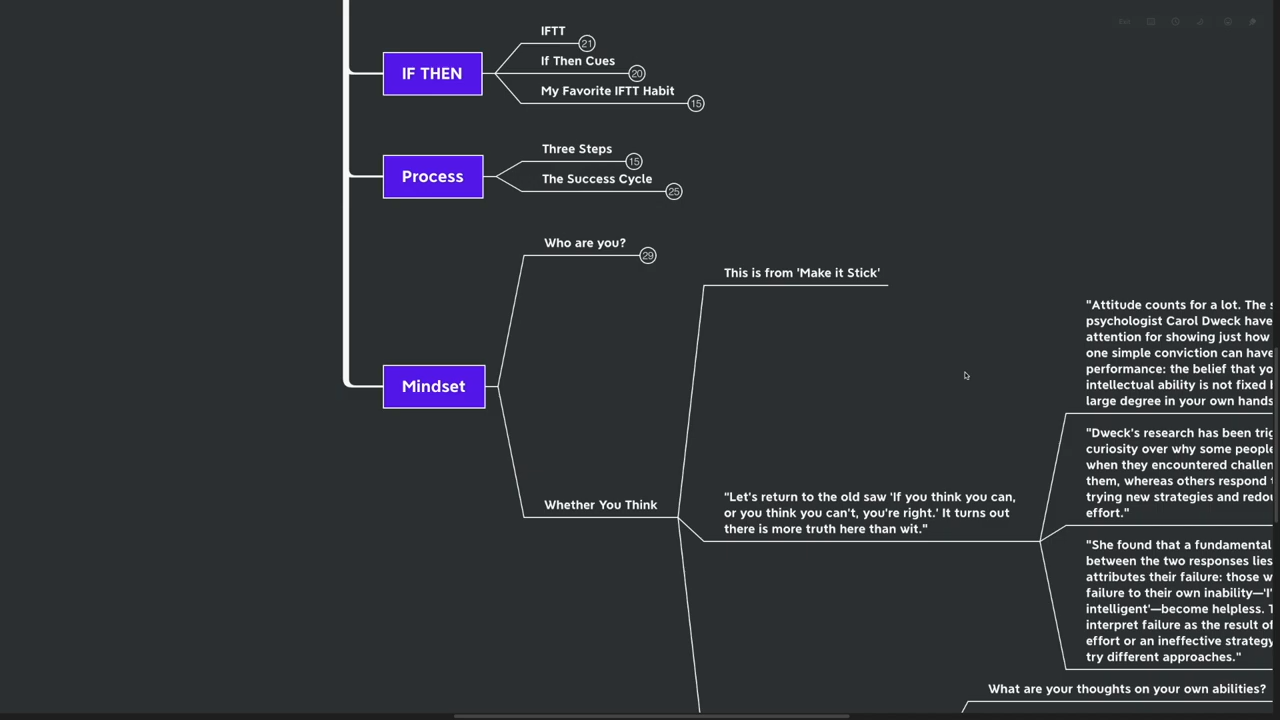 IFTT
21
IF THEN
If Then Cues
20
My Favorite IFTT Habit
15
Three Steps
15
Process
The Success Cycle
25
Who are you?
29
This is from 'Make it Stick'
Mindset
Whether You Think
"Let's return to the old saw 'If you think you can,
or you think you can't, you're right.' It turns out
there is more truth here than wit."
"Attitude counts for a lot. The
psychologist Carol Dweck have
attention for showing just how
one simple conviction can have
performance: the belief that
intellectual ability is not fixed
large degree in your own hands
"Dweck's research has been
curiosity over why some people
when they encountered
them, whereas others respond
trying new strategies and
effort."
"She found that a fundamental
between the two responses lies
attributes their failure: those
failure to their own inability—
intelligent'—become helpless.
interpret failure as the result of
effort or an ineffective strategy
try different approaches."
What are your thoughts on your own abilities?